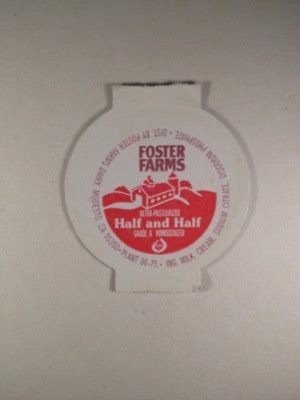 FOSTER
FARMS
ULTRA-PASTEURIZED
Half and Half
GRADE A HOMOGENIZED
DIST. BY FOSTER FARMS DAIRY, MODESTO, CA 95350 • PLANT 06-75 • ING. MILK, CREAM, SODIUM CITRATE, DISODIUM PHOSPHATE •